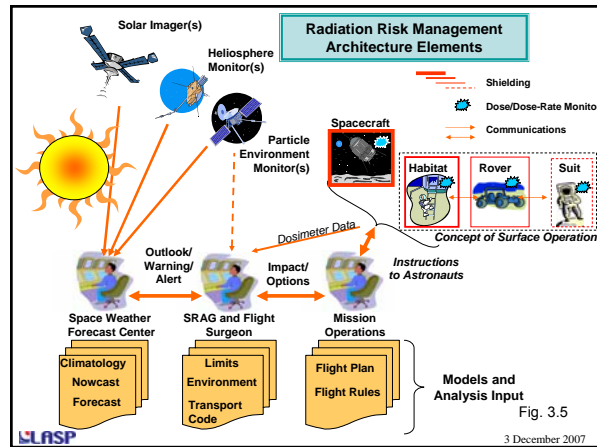 Solar Imager(s)
Radiation Risk Management
Architecture Elements
Heliosphere
Monitor(s)
Shielding
Dose/Dose-Rate Monito
Spacecraft
Particle
Environment
Monitor(s)
Communications
Habitat
Rover
Suit
Dosimeter Data
Concept of Surface Operation
Outlook/
Warning/
Alert
Impact/
Options
Instructions
to Astronauts
Space Weather
Forecast Center
SRAG and Flight
Surgeon
Mission
Operations
Climatology
Nowcast
Forecast
Limits
Environment
Transport
Code
Flight Plan
Flight Rules
Models and
Analysis Input
Fig. 3.5
LASP
3 December 2007